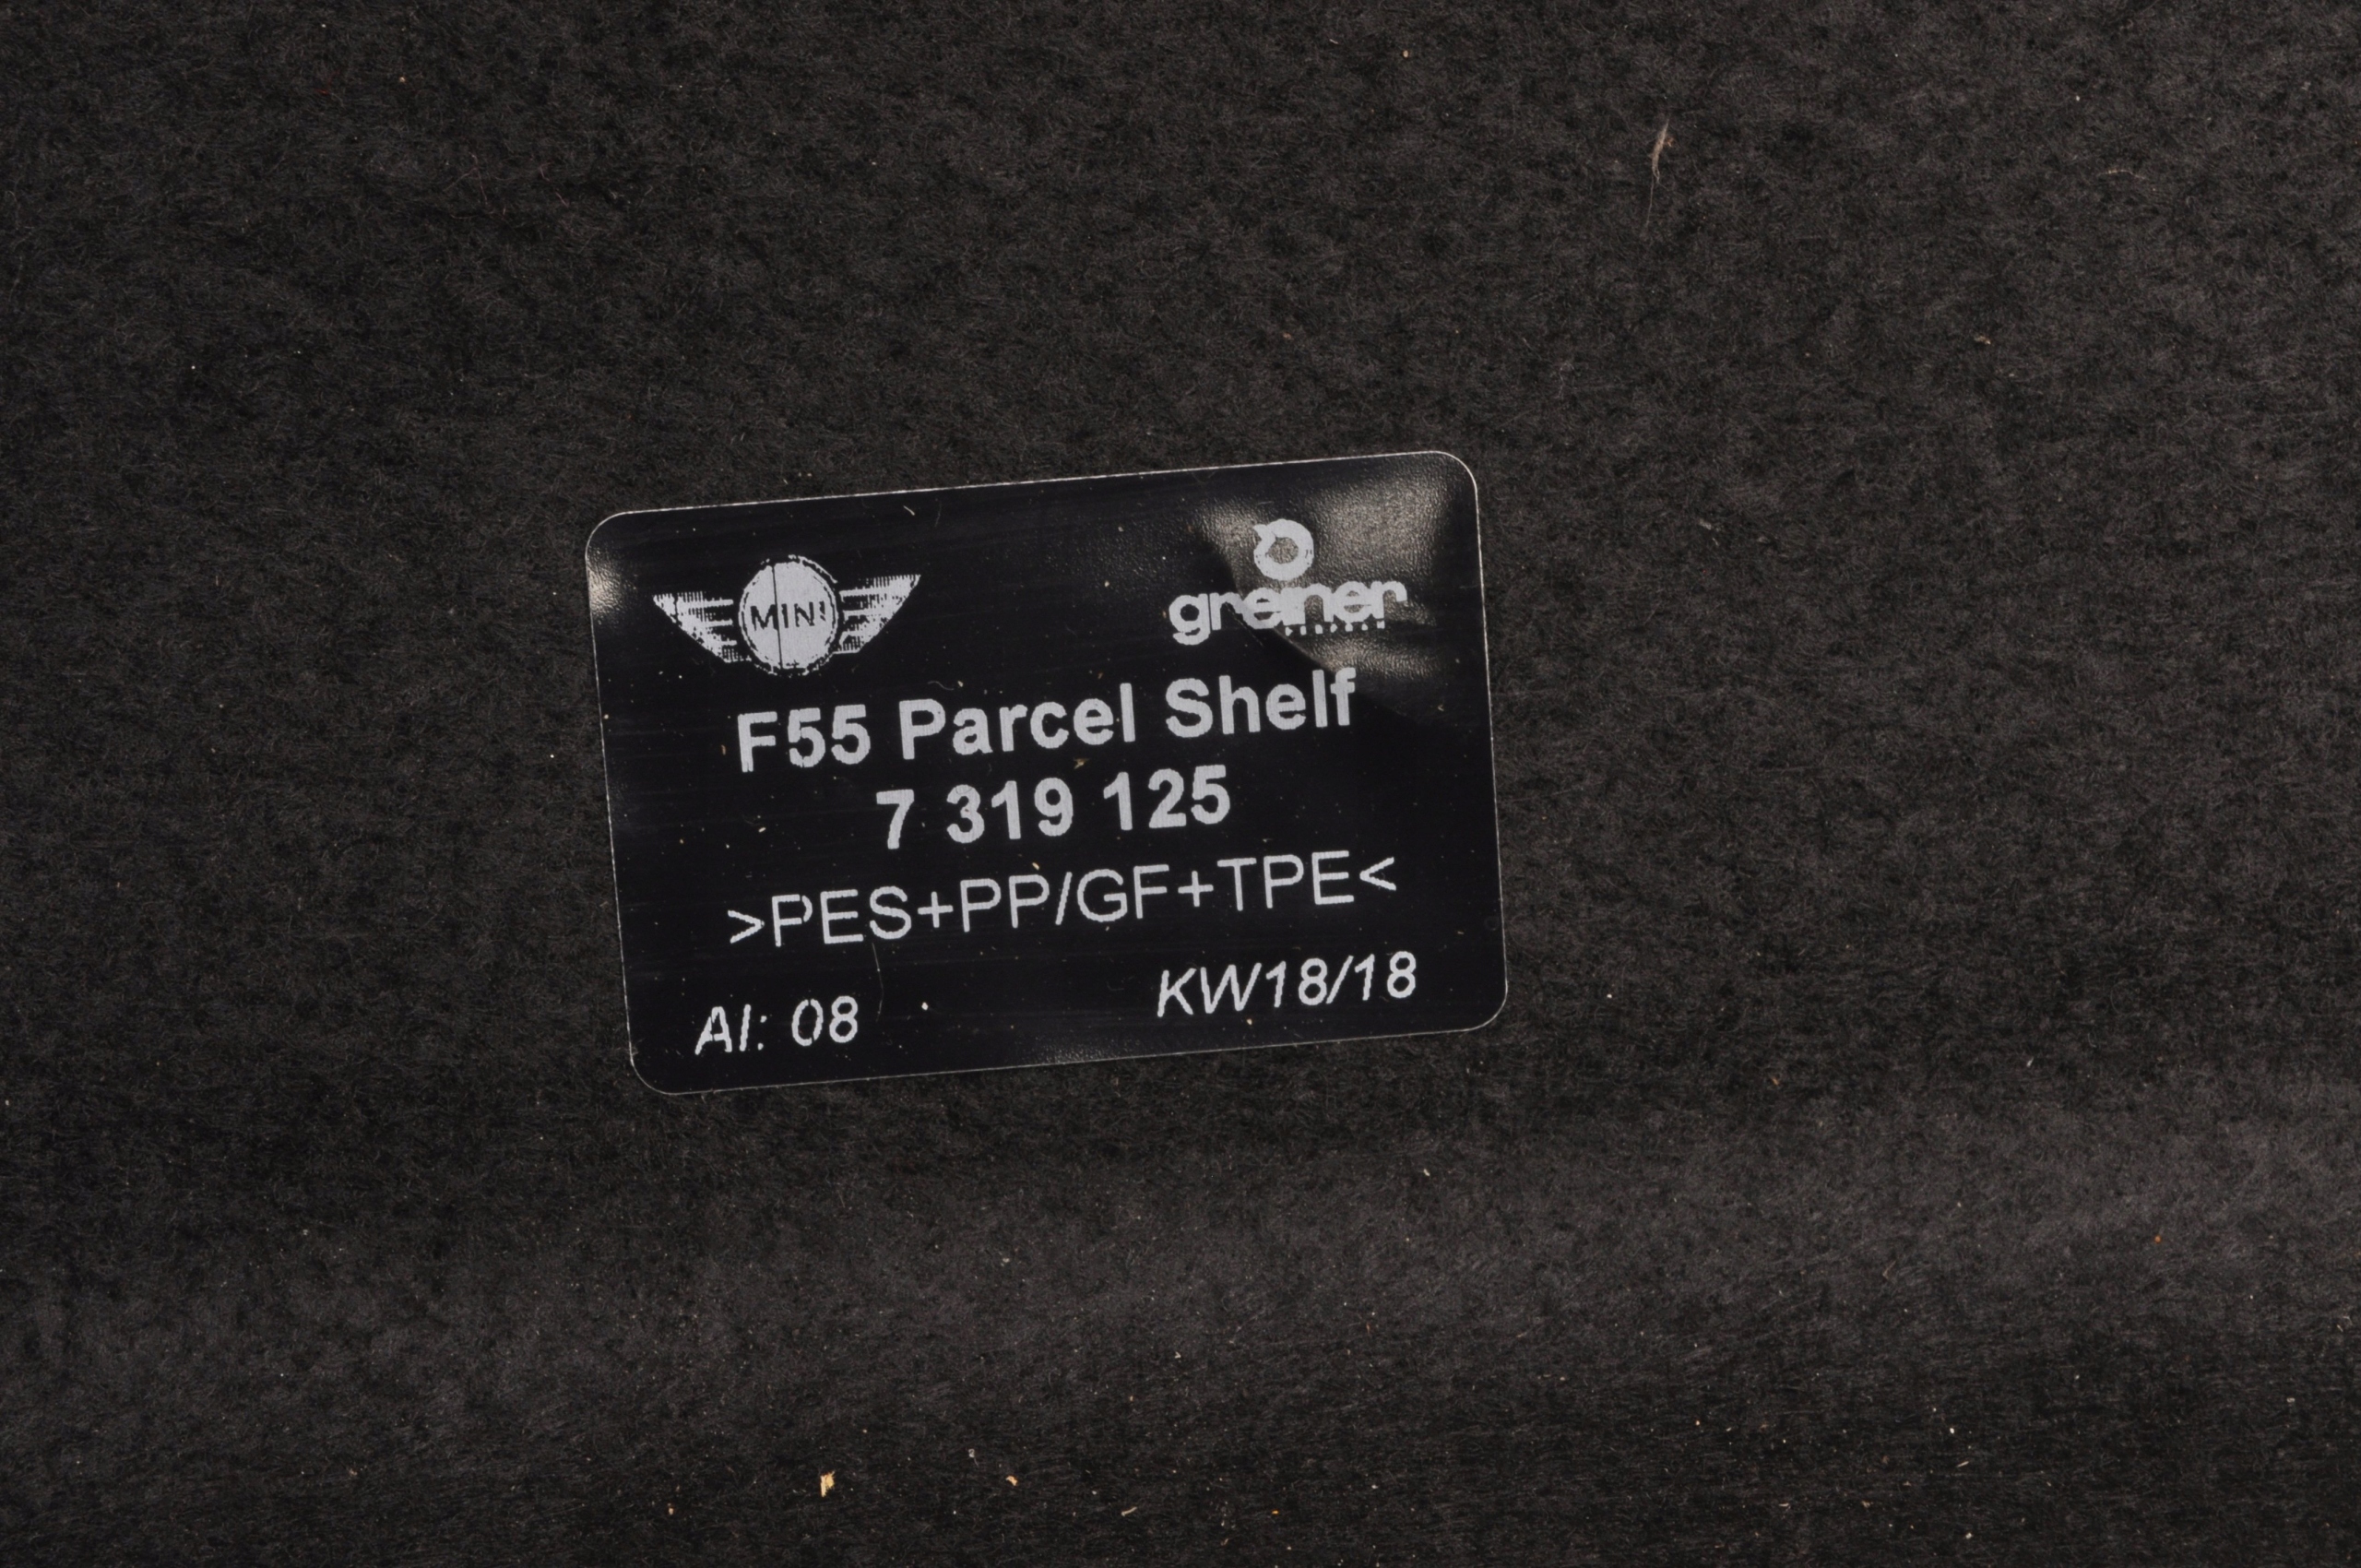 MINI
greiner
F55 Parcel Shelf
7 319 125
>PES+PP/GF+TPE<
AI: 08
KW18/18